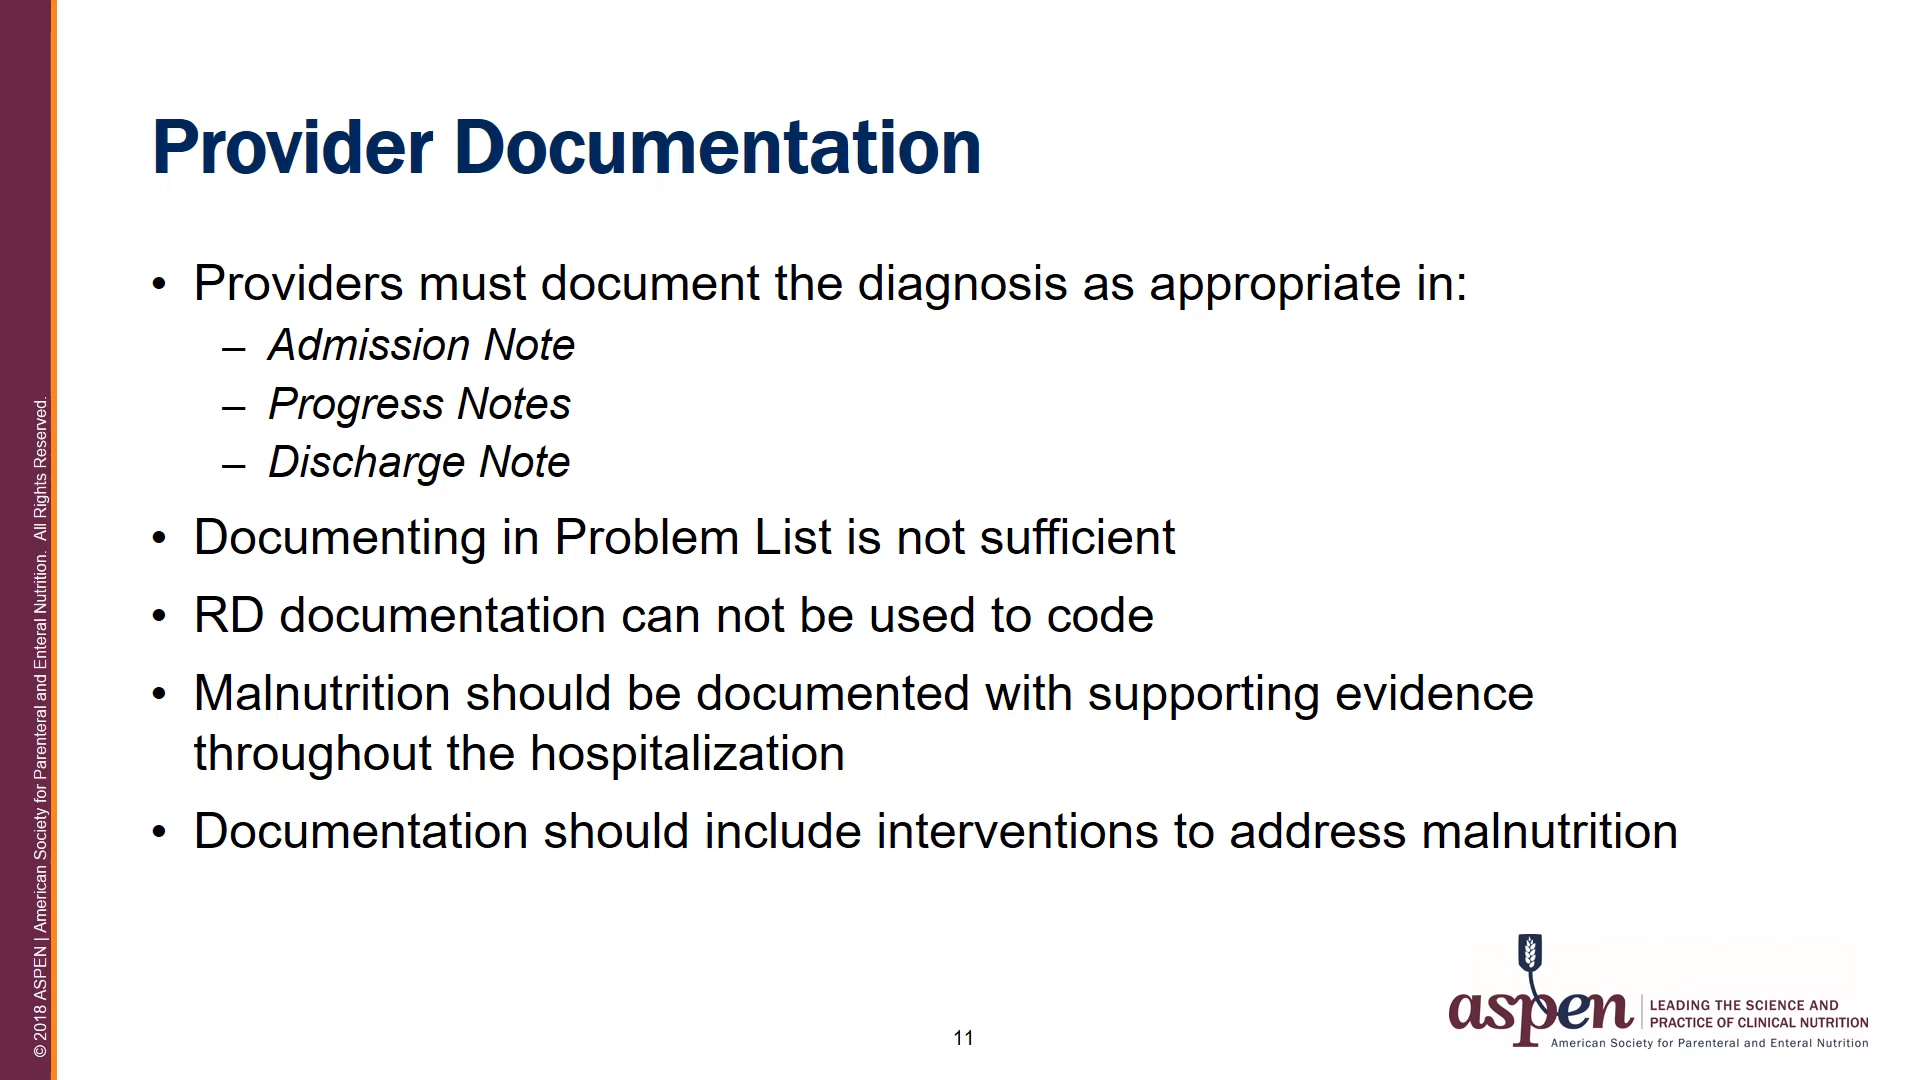 Provider Documentation
• Providers must document the diagnosis as appropriate in:
– Admission Note
– Progress Notes
– Discharge Note
• Documenting in Problem List is not sufficient
• RD documentation can not be used to code
• Malnutrition should be documented with supporting evidence
throughout the hospitalization
• Documentation should include interventions to address malnutrition
© 2018 ASPEN | American Society for Parenteral and Enteral Nutrition. All Rights Reserved.
11
aspen
LEADING THE SCIENCE AND
PRACTICE OF CLINICAL NUTRITION
American Society for Parenteral and Enteral Nutrition